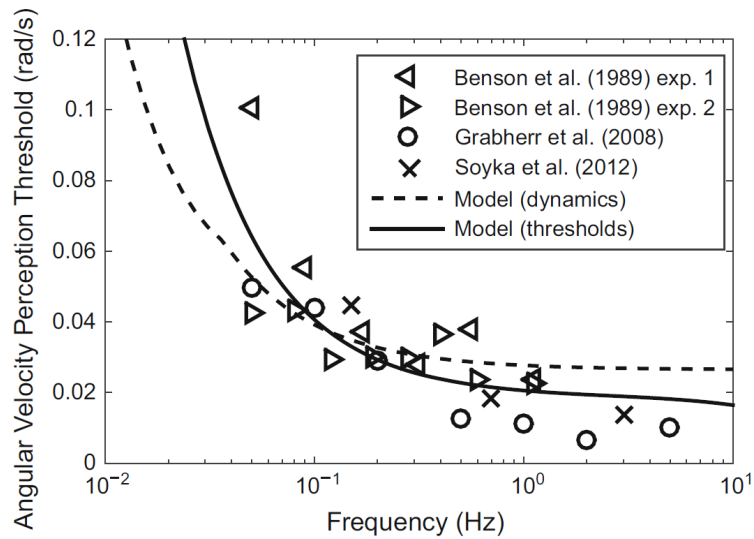 0.12
0.1
0.08
0.06
0.04
0.02
0
Angular Velocity Perception Threshold (rad/s)
Benson et al. (1989) exp. 1
Benson et al. (1989) exp. 2
Grabherr et al. (2008)
Soyka et al. (2012)
Model (dynamics)
Model (thresholds)
10⁻² 10⁻¹ 10⁰ 10¹
Frequency (Hz)